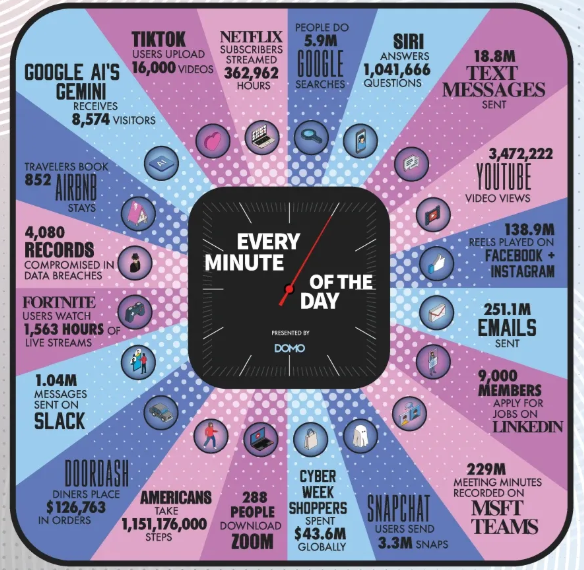 TIKTOK
USERS UPLOAD
16,000 VIDEOS
NETFLIX
SUBSCRIBERS
STREAMED
362,962
HOURS
PEOPLE DO
5.9M
GOOGLE
SEARCHES
SIRI
ANSWERS
1,041,666
QUESTIONS
18.8M
TEXT
MESSAGES
SENT
3,472,222
YOUTUBE
VIDEO VIEWS
138.9M
REELS PLAYED ON
FACEBOOK +
INSTAGRAM
251.1M
EMAILS
SENT
9,000
MEMBERS
APPLY FOR
JOBS ON
LINKEDIN
229M
MEETING MINUTES
RECORDED ON
MSFT
TEAMS
SNAPCHAT
USERS SEND
3.3M SNAPS
CYBER
WEEK
SHOPPERS
SPENT
$43.6M
GLOBALLY
288
PEOPLE
DOWNLOAD
ZOOM
AMERICANS
TAKE
1,151,176,000
STEPS
DOORDASH
DINERS PLACE
$126,763
IN ORDERS
1.04M
MESSAGES
SENT ON
SLACK
FORTNITE
USERS WATCH
1,563 HOURS OF
LIVE STREAMS
4,080
RECORDS
COMPROMISED IN
DATA BREACHES
TRAVELERS BOOK
852 AIRBNB
STAYS
GOOGLE AI'S
GEMINI
RECEIVES
8,574 VISITORS
EVERY
MINUTE
OF THE
DAY
PRESENTED BY
DOMO